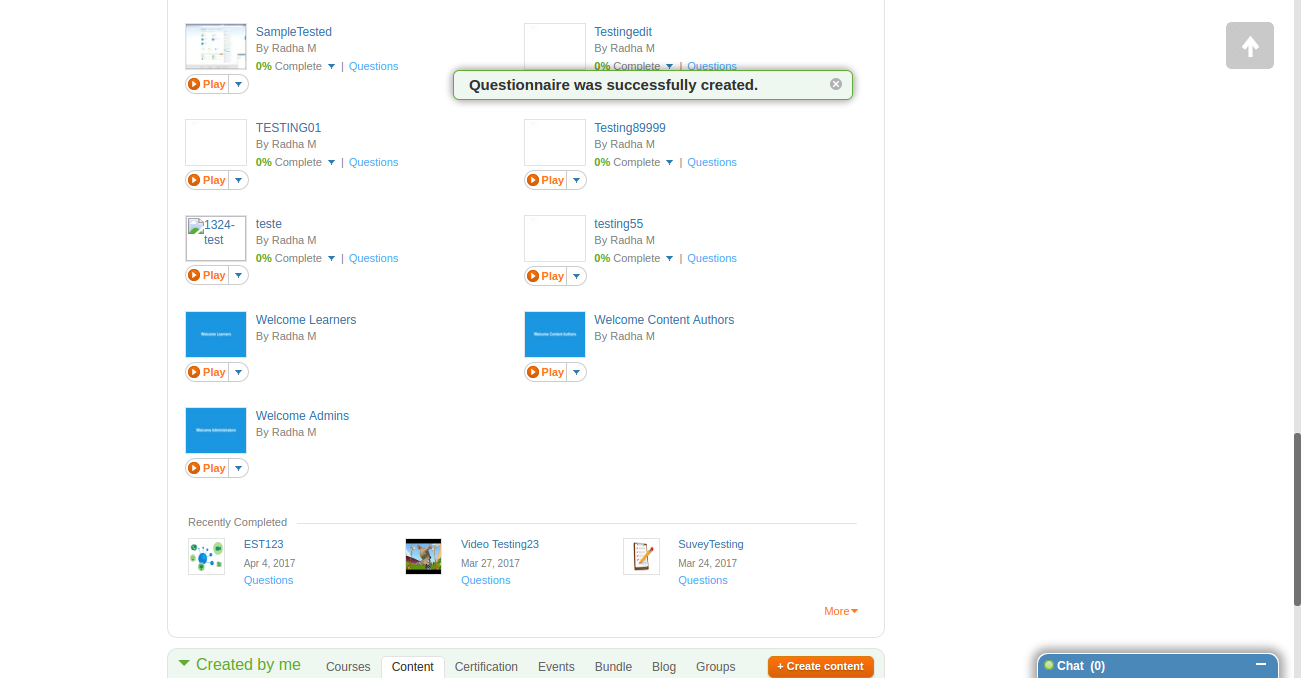 SampleTested
By Radha M
0% Complete | Questions
Play
Testingedit
By Radha M
0% Complete | Questions
Questionnaire was successfully created.
TESTING01
By Radha M
0% Complete | Questions
Play
Testing89999
By Radha M
0% Complete | Questions
Play
1324-
test
teste
By Radha M
0% Complete | Questions
Play
testing55
By Radha M
0% Complete | Questions
Play
Welcome Learners
Welcome Learners
By Radha M
Play
Welcome Content Authors
Welcome Content Authors
By Radha M
Play
Welcome Administrators
Welcome Admins
By Radha M
Play
Recently Completed
EST123
Apr 4, 2017
Questions
Video Testing23
Mar 27, 2017
Questions
SuveyTesting
Mar 24, 2017
Questions
More
Created by me
Courses Content Certification Events Bundle Blog Groups
+ Create content
Chat (0)